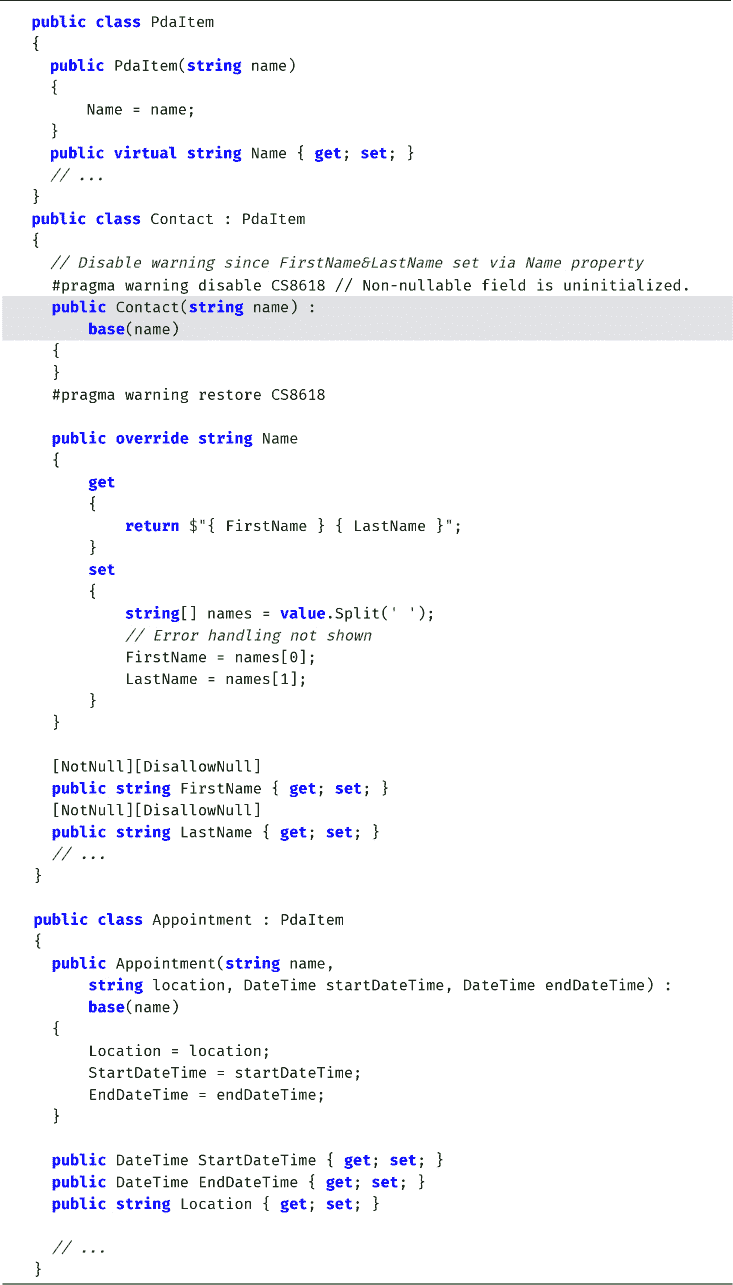 public class PdaItem
{
  public PdaItem(string name)
  {
      Name = name;
  }
  public virtual string Name { get; set; }
  // ...
}
public class Contact : PdaItem
{
  // Disable warning since FirstName&LastName set via Name property
  #pragma warning disable CS8618 // Non-nullable field is uninitialized.
  public Contact(string name) :
      base(name)
  {
  }
  #pragma warning restore CS8618

  public override string Name
  {
      get
      {
          return $"{ FirstName } { LastName }";
      }
      set
      {
          string[] names = value.Split(' ');
          // Error handling not shown
          FirstName = names[0];
          LastName = names[1];
      }
  }

  [NotNull][DisallowNull]
  public string FirstName { get; set; }
  [NotNull][DisallowNull]
  public string LastName { get; set; }
  // ...
}

public class Appointment : PdaItem
{
  public Appointment(string name,
      string location, DateTime startDateTime, DateTime endDateTime) :
      base(name)
  {
      Location = location;
      StartDateTime = startDateTime;
      EndDateTime = endDateTime;
  }

  public DateTime StartDateTime { get; set; }
  public DateTime EndDateTime { get; set; }
  public string Location { get; set; }

  // ...
}